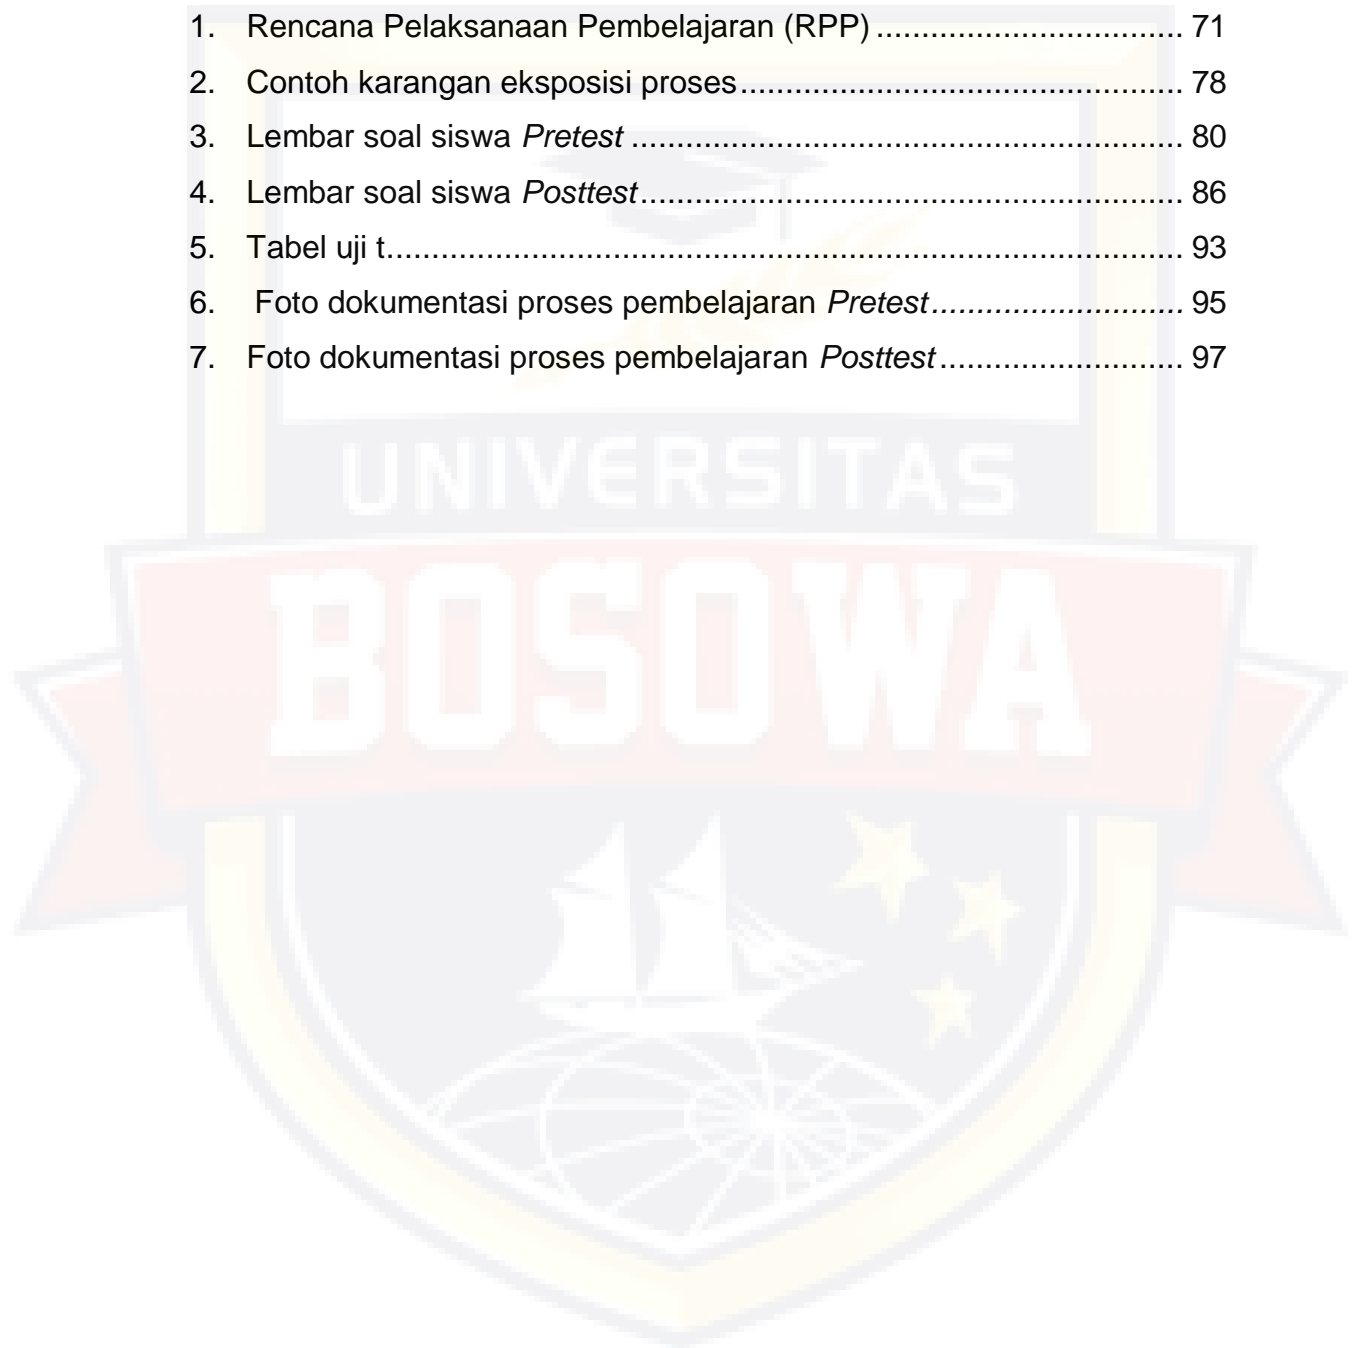 1. Rencana Pelaksanaan Pembelajaran (RPP) .................................. 71
2. Contoh karangan eksposisi proses.................................................. 78
3. Lembar soal siswa Pretest .............................................................. 80
4. Lembar soal siswa Posttest............................................................. 86
5. Tabel uji t......................................................................................... 93
6. Foto dokumentasi proses pembelajaran Pretest............................ 95
7. Foto dokumentasi proses pembelajaran Posttest........................... 97
UNIVERSITAS
BOSOWA